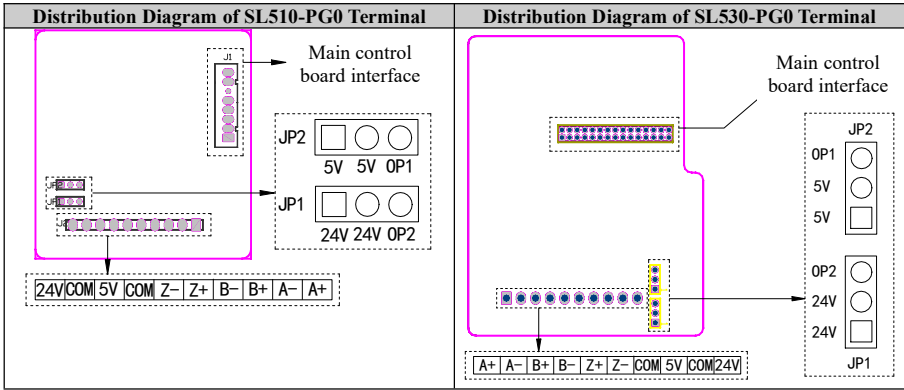 Distribution Diagram of SL510-PG0 Terminal
J1
Main control
board interface
JP2
5V 5V OP1
JP1
24V 24V OP2
JP2
JP1
24V COM 5V COM Z- Z+ B- B+ A- A+
Distribution Diagram of SL530-PG0 Terminal
Main control
board interface
JP2
OP1
5V
5V
OP2
24V
24V
JP1
A+ A- B+ B- Z+ Z- COM 5V COM 24V